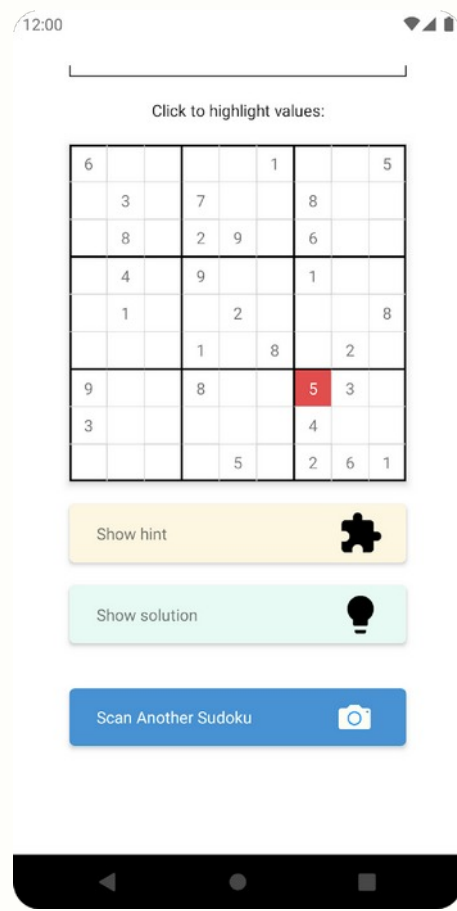 12:00
Click to highlight values:
6 1 5
3 7 8
8 2 9 6
4 9 1
1 2 8
1 8 2
9 8 5 3
3 4
5 2 6 1
Show hint
Show solution
Scan Another Sudoku